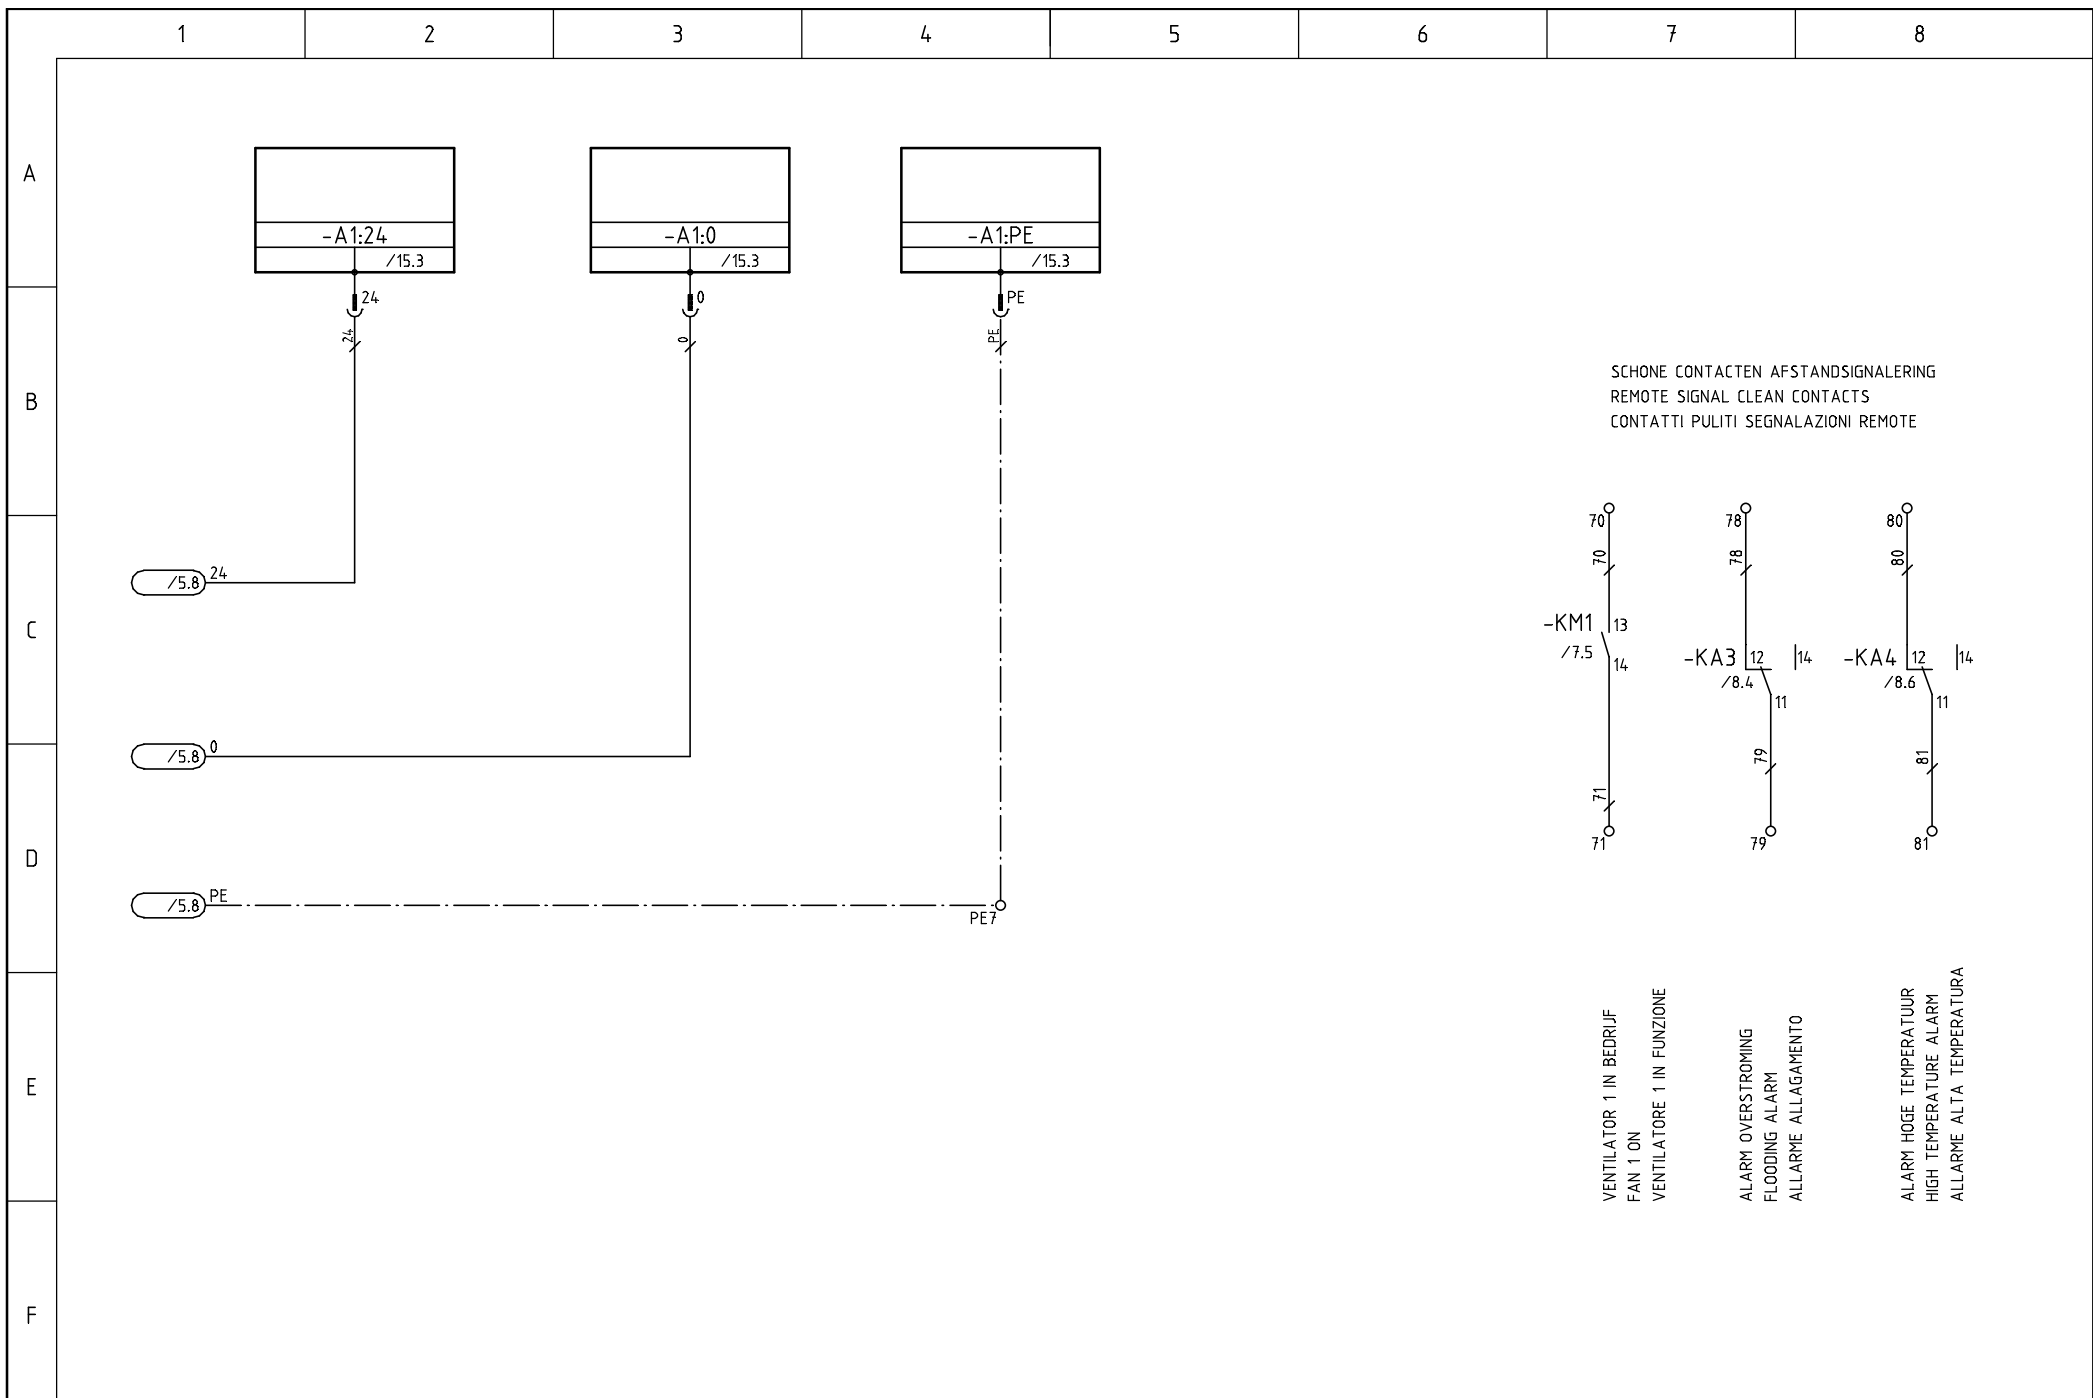 1 2 3 4 5 6 7 8
A
-A1:24 -A1:0 -A1:PE
/15.3 /15.3 /15.3
24 0 PE
24 0 PE
B
SCHONE CONTACTEN AFSTANDSIGNALERING
REMOTE SIGNAL CLEAN CONTACTS
CONTATTI PULITI SEGNALAZIONI REMOTE
70 78 80
70 78 80
/5.8 24
C
-KM1 13
/7.5 14
-KA3 12 14
/8.4 11
-KA4 12 14
/8.6 11
/5.8 0
79 81
71
71 79 81
D
/5.8 PE
PE7
VENTILATOR 1 IN BEDRIJF
FAN 1 ON
VENTILATORE 1 IN FUNZIONE
ALARM OVERSTROMING
FLOODING ALARM
ALLARME ALLAGAMENTO
ALARM HOGE TEMPERATUUR
HIGH TEMPERATURE ALARM
ALLARME ALTA TEMPERATURA
E
F